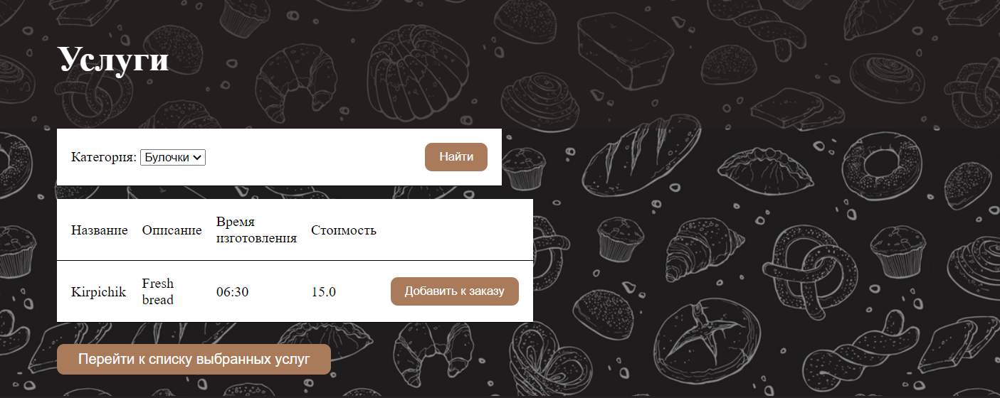 Услуги
Категория: Булочки Найти
Название Описание Время изготовления Стоимость
Kirpichik Fresh bread 06:30 15.0 Добавить к заказу
Перейти к списку выбранных услуг